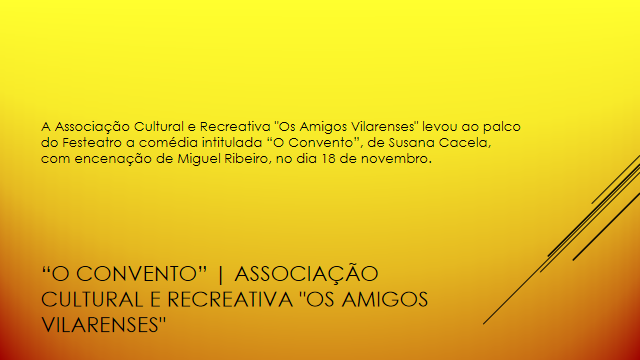 A Associação Cultural e Recreativa "Os Amigos Vilarenses" levou ao palco
do Festeatro a comédia intitulada “O Convento”, de Susana Cacela,
com encenação de Miguel Ribeiro, no dia 18 de novembro.
“O CONVENTO” | ASSOCIAÇÃO
CULTURAL E RECREATIVA "OS AMIGOS
VILARENSES"